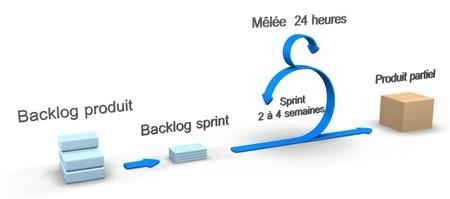 Mêlée 24 heures
Produit partiel
Sprint
2 à 4 semaines
Backlog produit
Backlog sprint